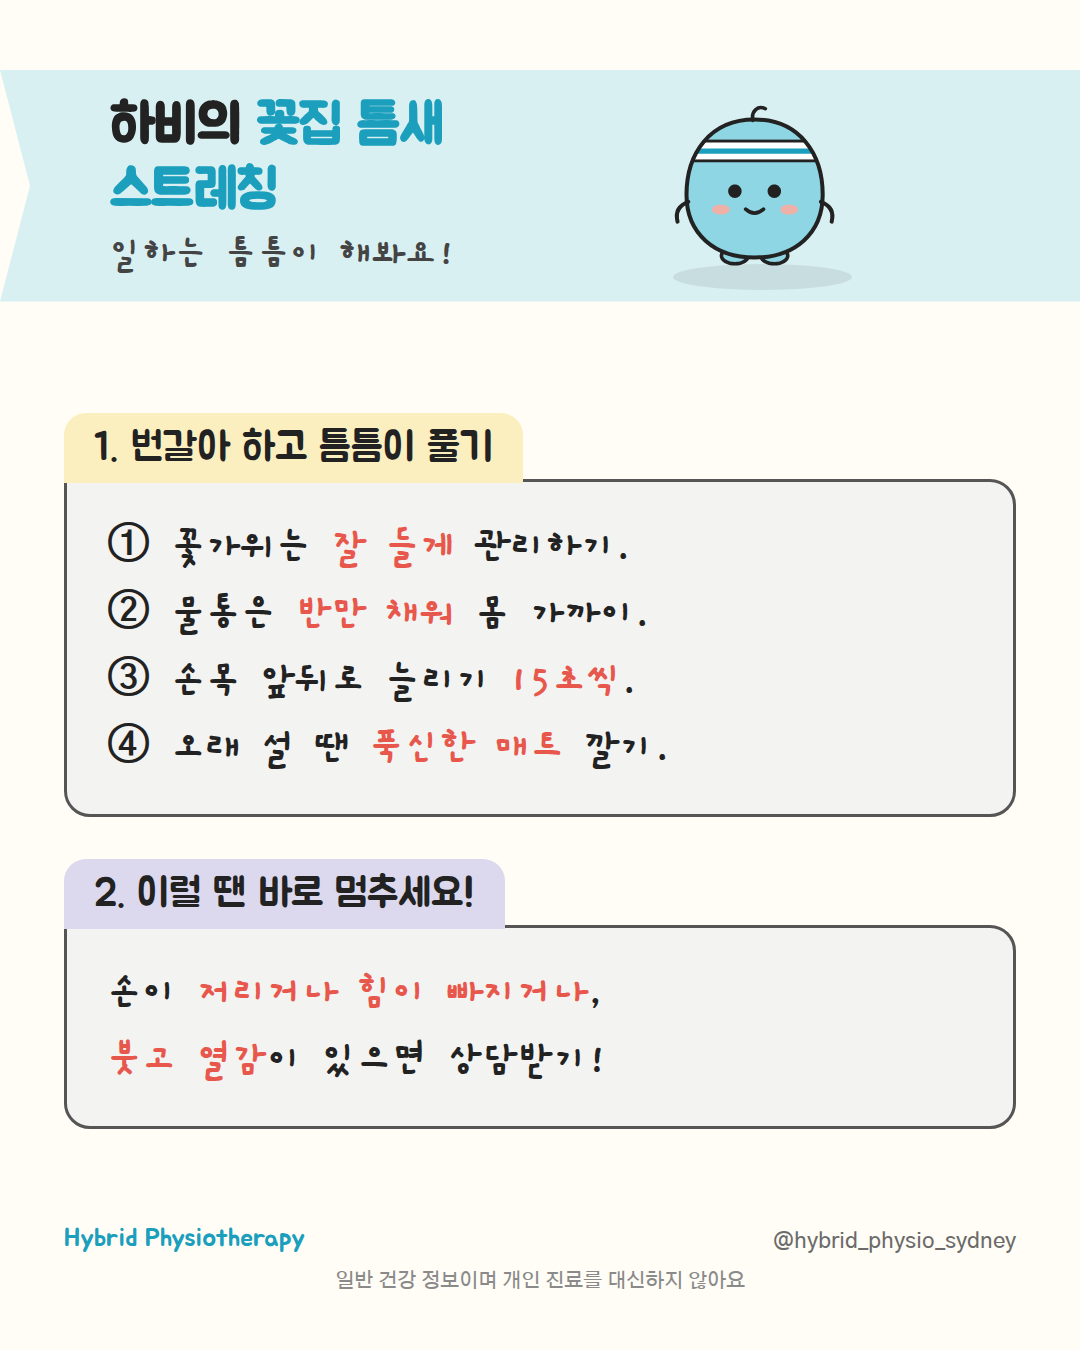 하비의 꽃집 틈새
스트레칭
일하는 틈틈이 해봐요!
1. 번갈아 하고 틈틈이 풀기
① 꽃가위는 잘 들게 관리하기.
② 물통은 반만 채워 몸 가까이.
③ 손목 앞뒤로 늘리기 15초씩.
④ 오래 설 땐 푹신한 매트 깔기.
2. 이럴 땐 바로 멈추세요!
손이 저리거나 힘이 빠지거나,
붓고 열감이 있으면 상담받기!
Hybrid Physiotherapy
@hybrid_physio_sydney
일반 건강 정보이며 개인 진료를 대신하지 않아요